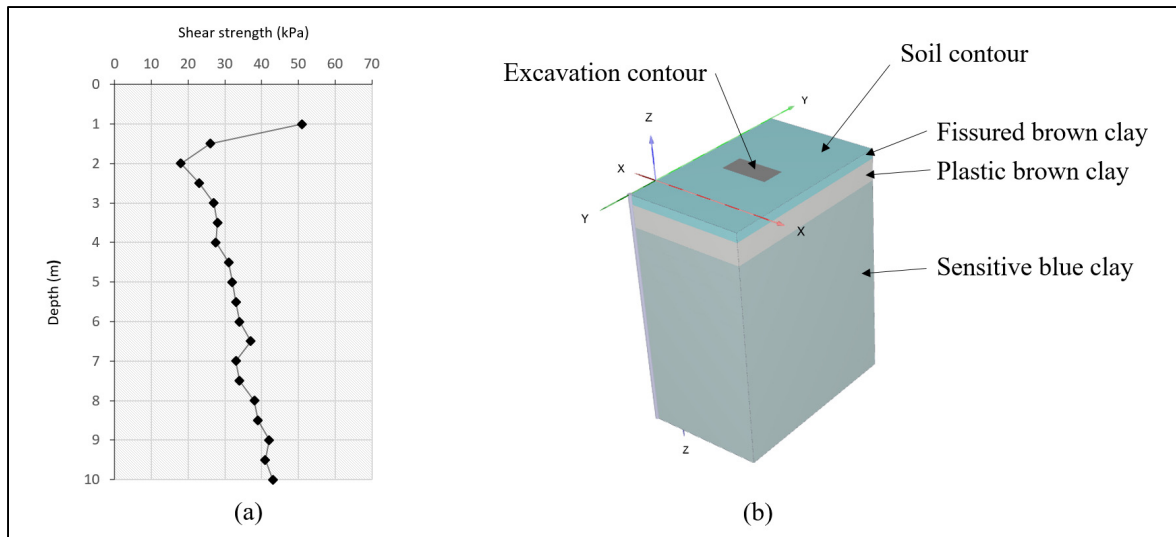 Shear strength (kPa)
0 10 20 30 40 50 60 70
0
1
2
3
4
5
6
7
8
9
10
Depth (m)
(a)
Excavation contour
Soil contour
Fissured brown clay
Plastic brown clay
Sensitive blue clay
Z
Y
X
Y
X
Z
(b)